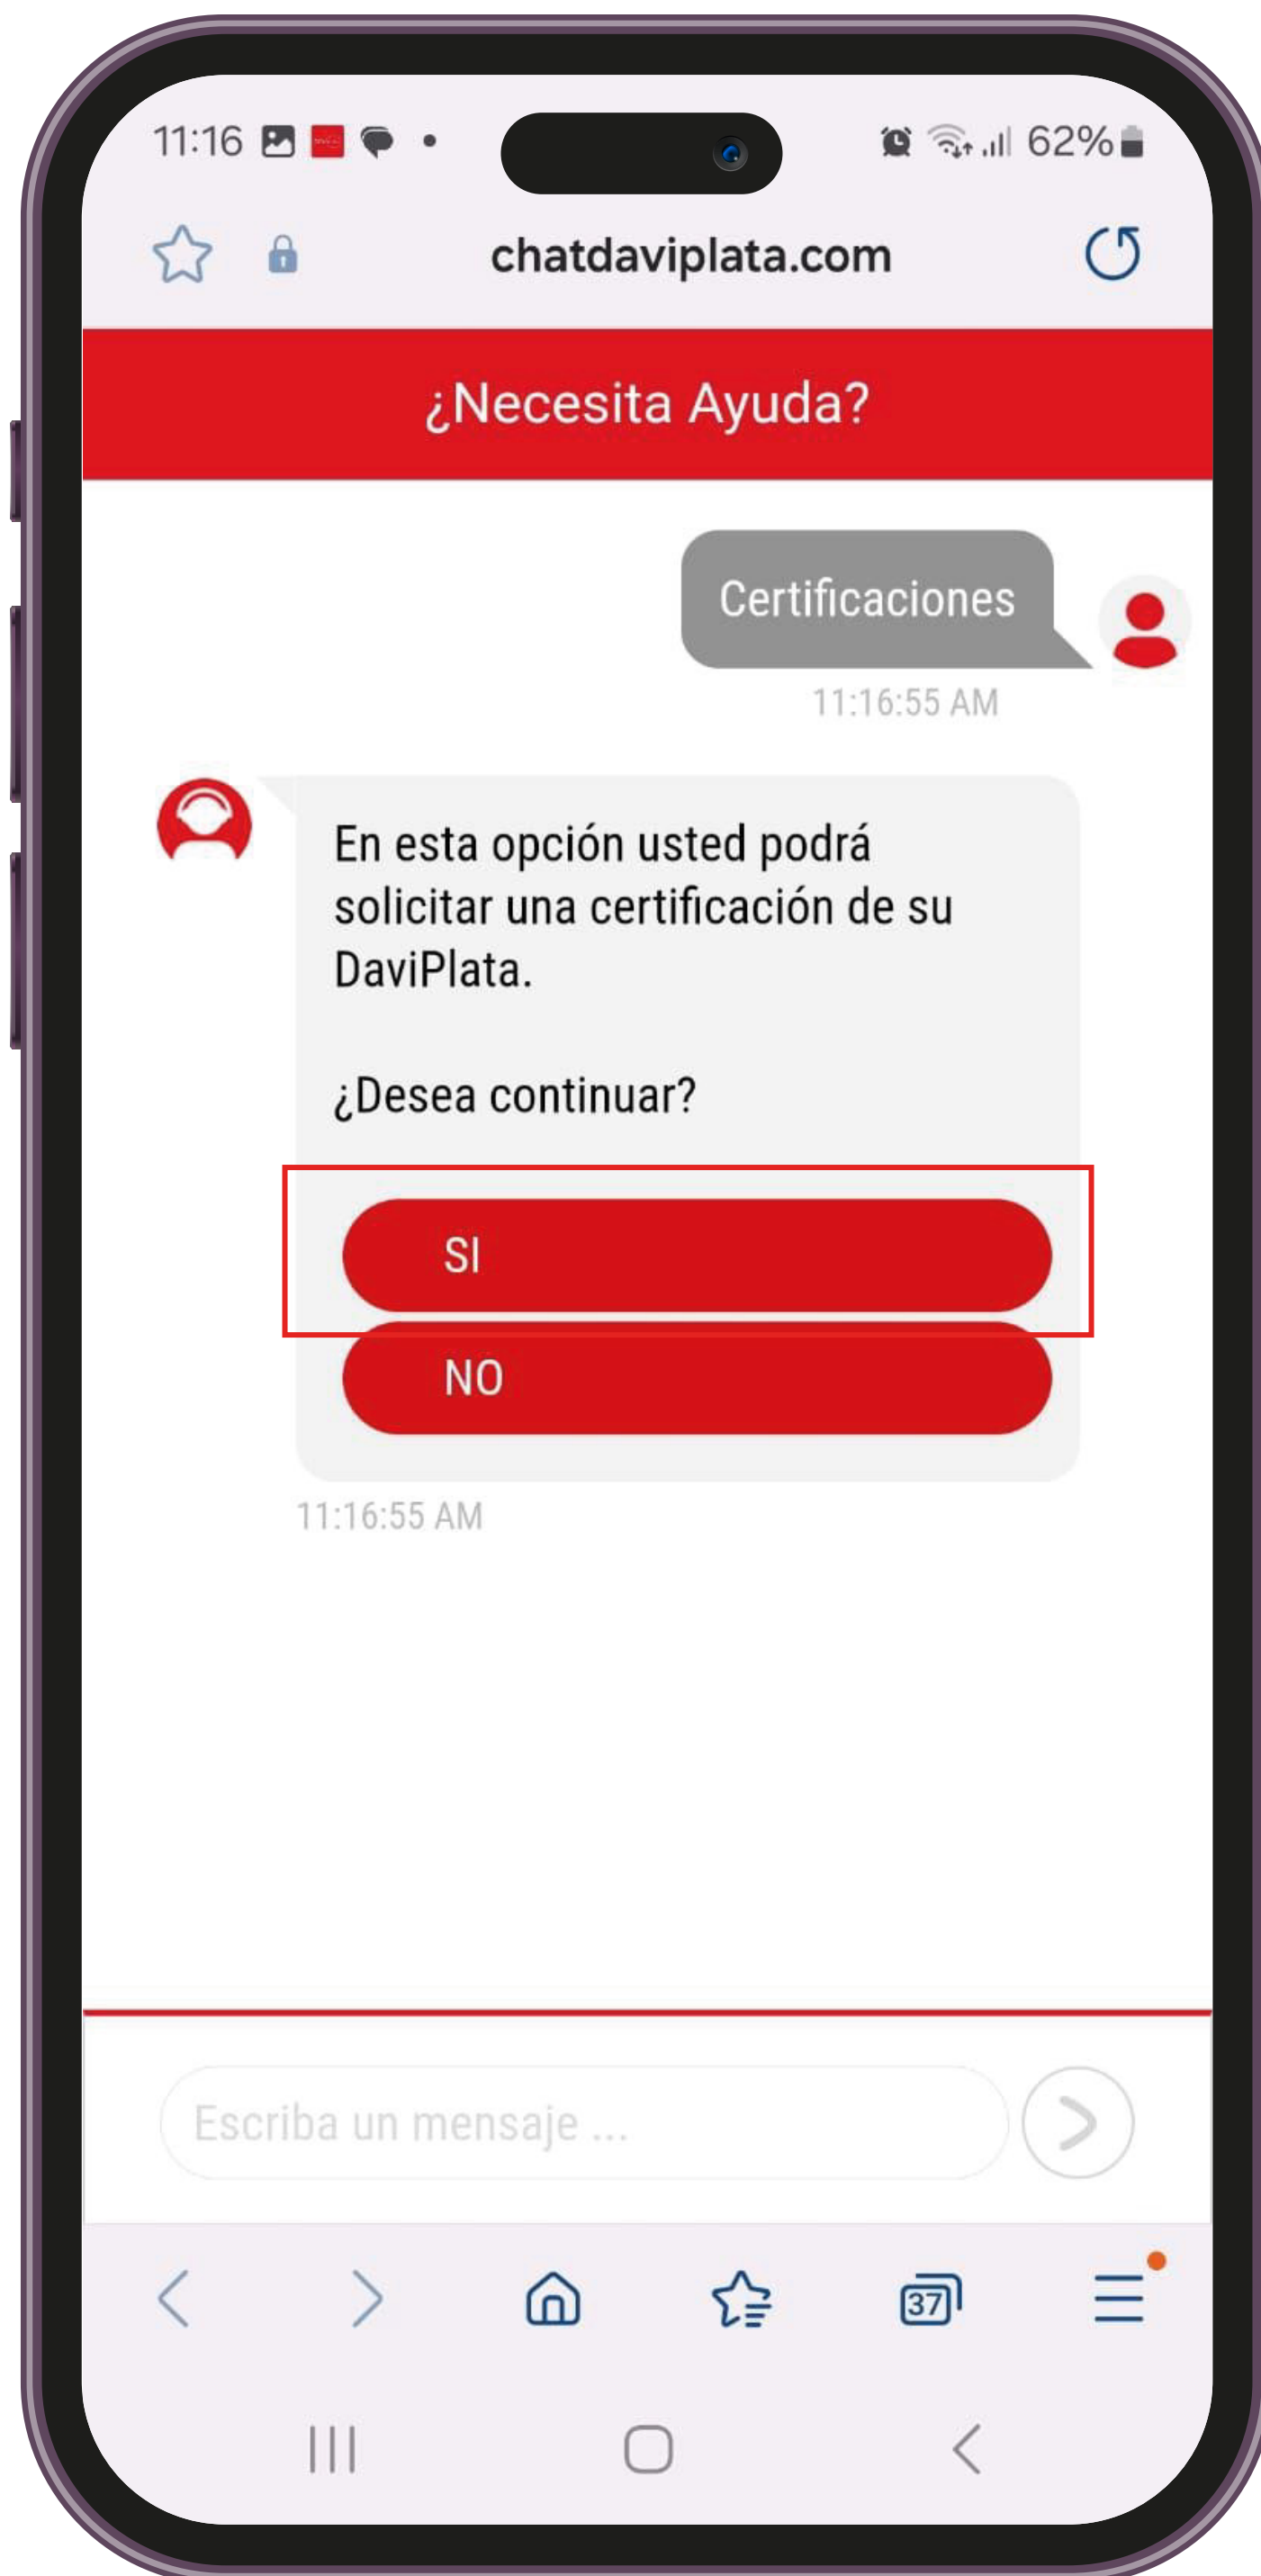 11:16
62%
chatdaviplata.com
¿Necesita Ayuda?
Certificaciones
11:16:55 AM
En esta opción usted podrá
solicitar una certificación de su
DaviPlata.
¿Desea continuar?
SI
NO
11:16:55 AM
Escriba un mensaje ...
37